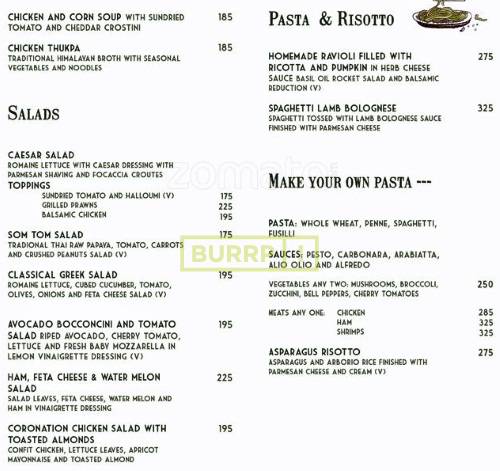 CHICKEN AND CORN SOUP WITH SUNDRIED 185
TOMATO AND CHEDDAR CROSTINI
CHICKEN THUKPA 185
TRADITIONAL HIMALAYAN BROTH WITH SEASONAL
VEGETABLES AND NOODLES
SALADS
CAESAR SALAD
ROMAINE LETTUCE WITH CAESAR DRESSING WITH
PARMESAN SHAVING AND FOCACCIA CROUTES
TOPPINGS
SUNDRIED TOMATO AND HALLOUMI (V) 175
GRILLED PRAWNS 225
BALSAMIC CHICKEN 195
SOM TOM SALAD 175
TRADTIONAL THAI RAW PAPAYA, TOMATO, CARROTS
AND CRUSHED PEANUTS SALAD (V)
CLASSICAL GREEK SALAD 195
ROMAINE LETTUCE, CUBED CUCUMBER, TOMATO,
OLIVES, ONIONS AND FETA CHEESE SALAD (V)
AVOCADO BOCCONCINI AND TOMATO 195
SALAD RIPED AVOCADO, CHERRY TOMATO,
LETTUCE AND FRESH BABY MOZZARELLA IN
LEMON VINAIGRETTE DRESSING (V)
HAM, FETA CHEESE & WATER MELON 225
SALAD
SALAD LEAVES, FETA CHEESE, WATER MELON AND
HAM IN VINAIGRETTE DRESSING
CORONATION CHICKEN SALAD WITH 195
TOASTED ALMONDS
CONFIT CHICKEN, LETTUCE LEAVES, APRICOT
MAYONNAISE AND TOASTED ALMOND
PASTA & RISOTTO
HOMEMADE RAVIOLI FILLED WITH 275
RICOTTA AND PUMPKIN IN HERB CHEESE
SAUCE BASIL OIL ROCKET SALAD AND BALSAMIC
REDUCTION (V)
SPAGHETTI LAMB BOLOGNESE 325
SPAGHETTI TOSSED WITH LAMB BOLOGNESE SAUCE
FINISHED WITH PARMESAN CHEESE
MAKE YOUR OWN PASTA ---
PASTA: WHOLE WHEAT, PENNE, SPAGHETTI,
FUSILLI
SAUCES: PESTO, CARBONARA, ARABIATTA,
ALIO OLIO AND ALFREDO
VEGETABLES ANY TWO: MUSHROOMS, BROCCOLI, 250
ZUCCHINI, BELL PEPPERS, CHERRY TOMATOES
MEATS ANY ONE: CHICKEN 285
HAM 325
SHRIMPS 325
ASPARAGUS RISOTTO 275
ASPARAGUS AND ARBORIO RICE FINISHED WITH
PARMESAN CHEESE AND CREAM (V)
zomato